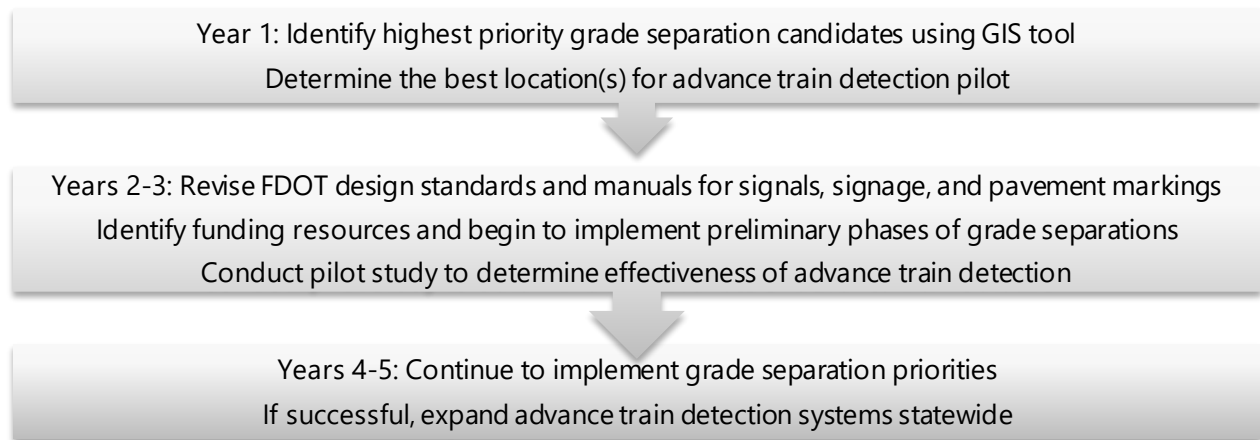 Year 1: Identify highest priority grade separation candidates using GIS tool
Determine the best location(s) for advance train detection pilot
Years 2-3: Revise FDOT design standards and manuals for signals, signage, and pavement markings
Identify funding resources and begin to implement preliminary phases of grade separations
Conduct pilot study to determine effectiveness of advance train detection
Years 4-5: Continue to implement grade separation priorities
If successful, expand advance train detection systems statewide